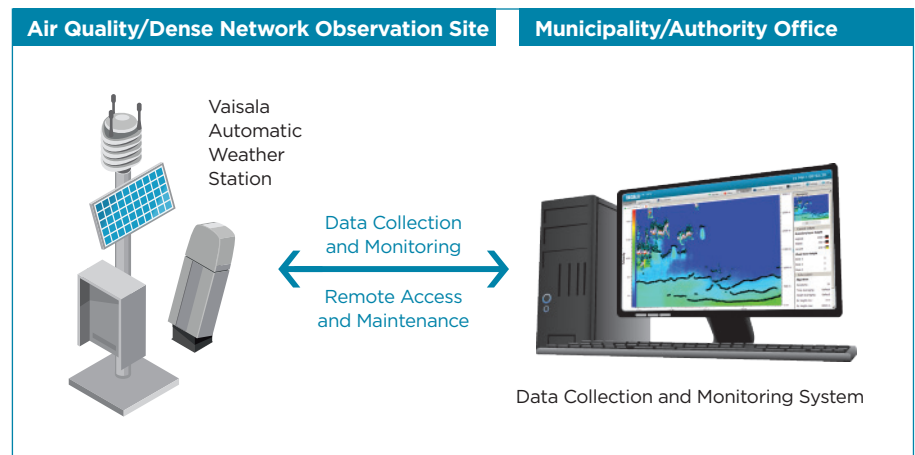 Air Quality/Dense Network Observation Site
Municipality/Authority Office
Vaisala
Automatic
Weather
Station
Data Collection
and Monitoring
Remote Access
and Maintenance
Data Collection and Monitoring System